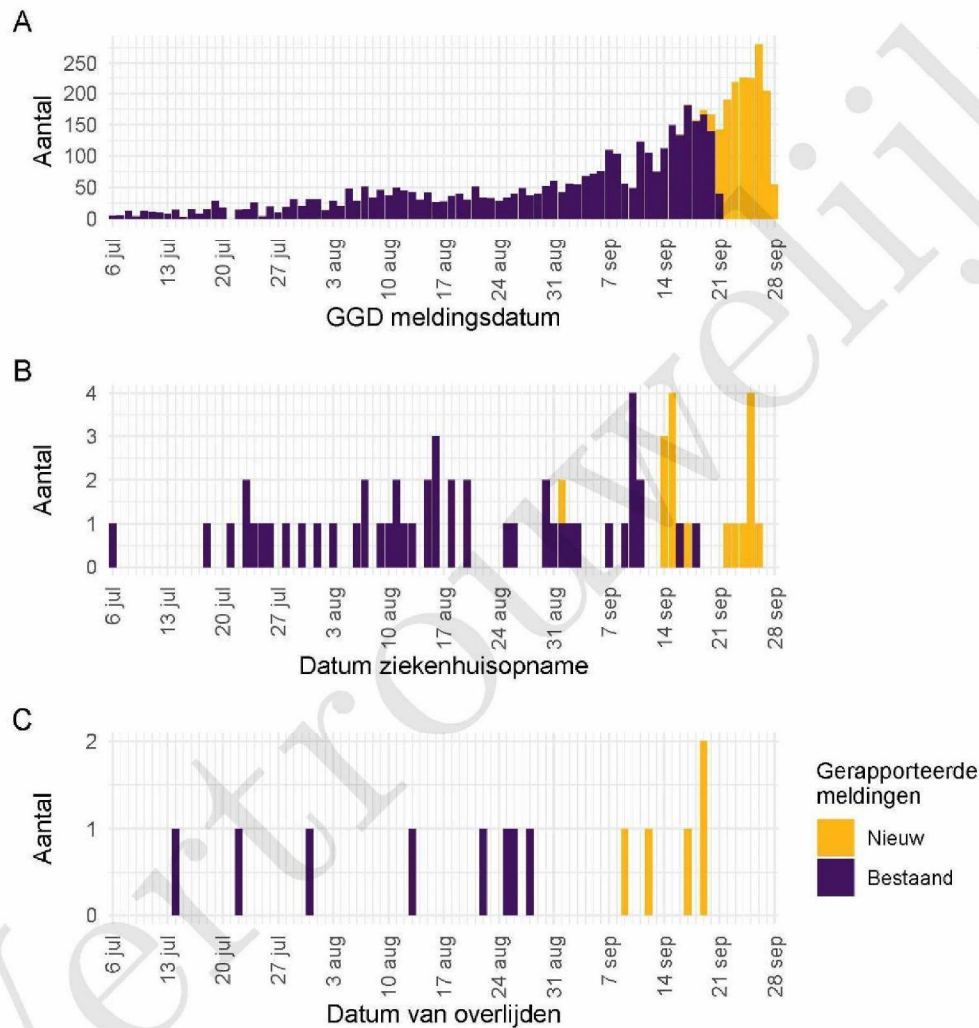 A
Aantal
250
200
150
100
50
0
6 jul
13 jul
20 jul
27 jul
3 aug
10 aug
17 aug
24 aug
31 aug
7 sep
14 sep
21 sep
28 sep
GGD meldingsdatum
B
Aantal
4
3
2
1
0
6 jul
13 jul
20 jul
27 jul
3 aug
10 aug
17 aug
24 aug
31 aug
7 sep
14 sep
21 sep
28 sep
Datum ziekenhuisopname
C
Aantal
2
1
0
6 jul
13 jul
20 jul
27 jul
3 aug
10 aug
17 aug
24 aug
31 aug
7 sep
14 sep
21 sep
28 sep
Datum van overlijden
Gerapporteerde
meldingen
Nieuw
Bestaand
Vertrouwelijk